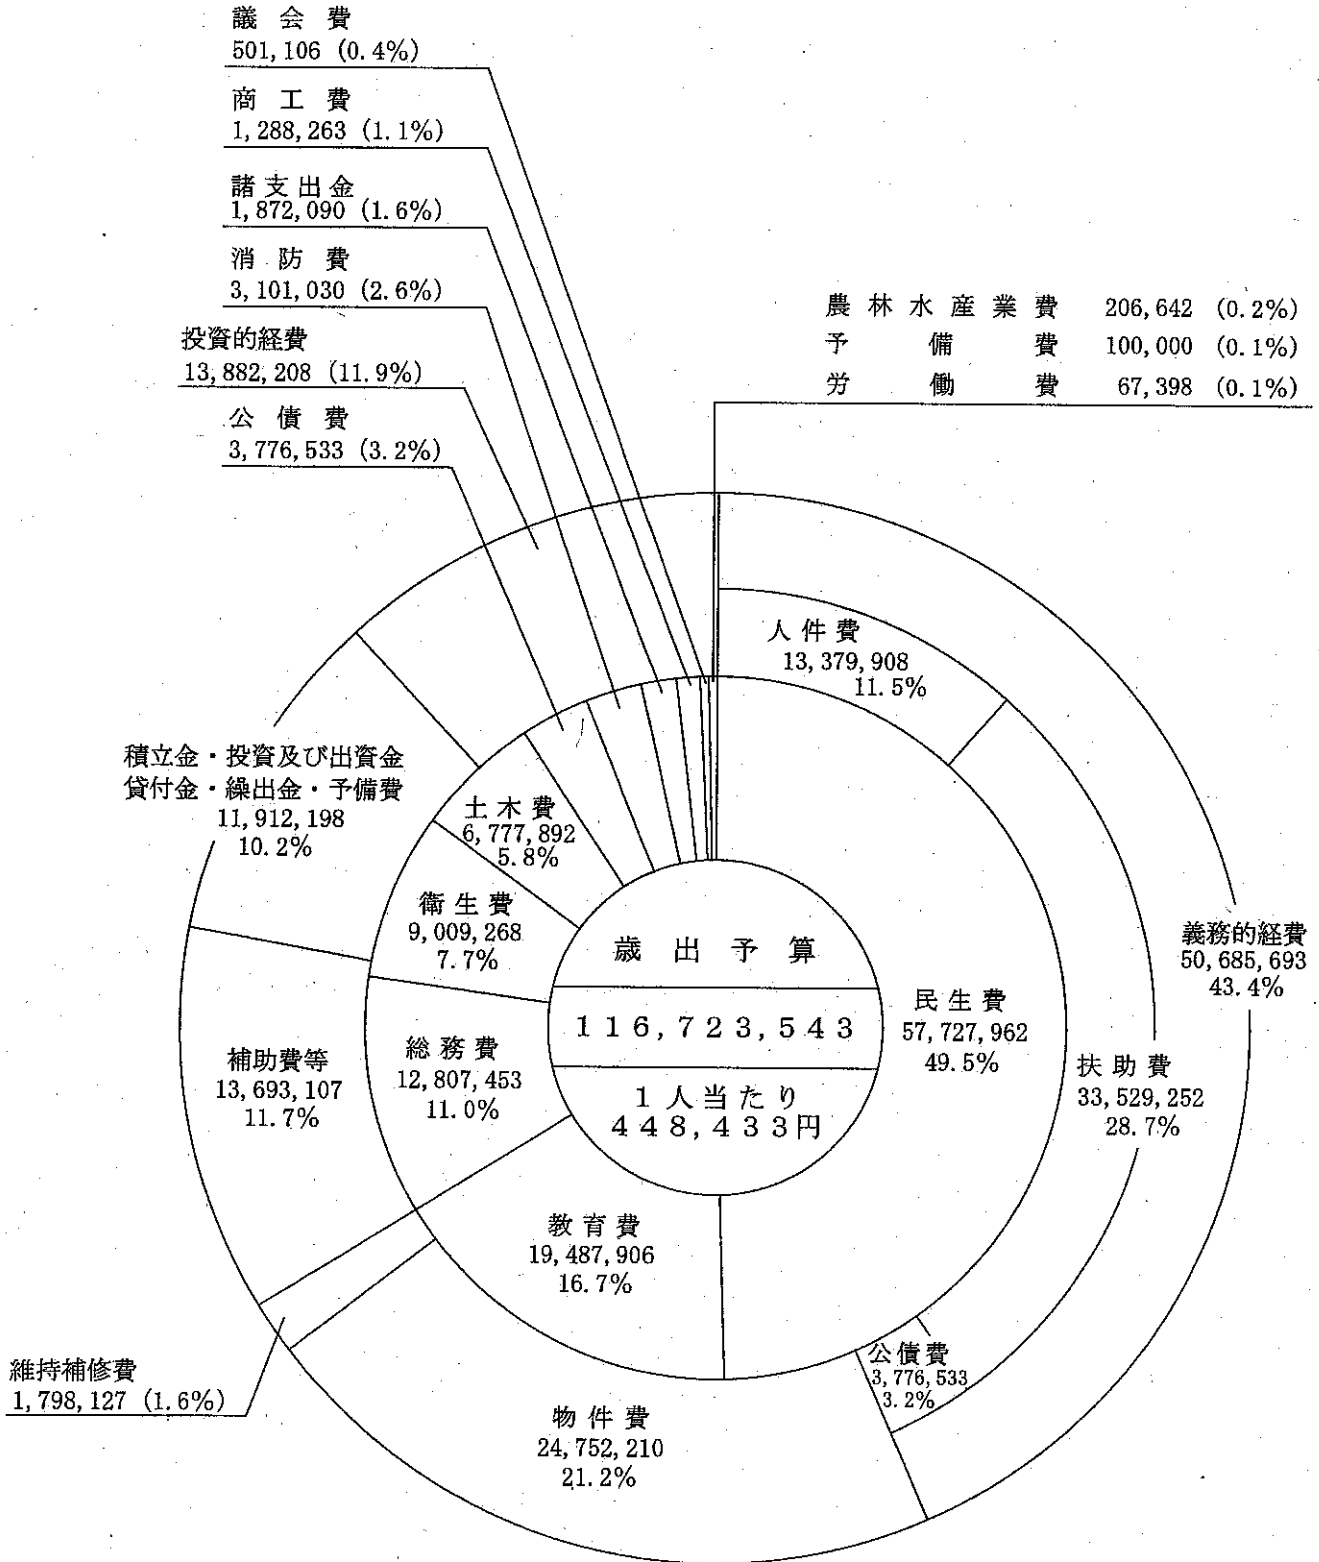 議会費
501,106 (0.4%)
商工費
1,288,263 (1.1%)
諸支出金
1,872,090 (1.6%)
消防費
3,101,030 (2.6%)
投資的経費
13,882,208 (11.9%)
公債費
3,776,533 (3.2%)
農林水産業費 206,642 (0.2%)
予備費 100,000 (0.1%)
労働費 67,398 (0.1%)
人件費
13,379,908
11.5%
積立金・投資及び出資金
貸付金・繰出金・予備費
11,912,198
10.2%
土木費
6,777,892
5.8%
衛生費
9,009,268
7.7%
歳出予算
116,723,543
1人当たり
448,433円
民生費
57,727,962
49.5%
義務的経費
50,685,693
43.4%
扶助費
33,529,252
28.7%
補助費等
13,693,107
11.7%
総務費
12,807,453
11.0%
教育費
19,487,906
16.7%
公債費
3,776,533
3.2%
維持補修費
1,798,127 (1.6%)
物件費
24,752,210
21.2%